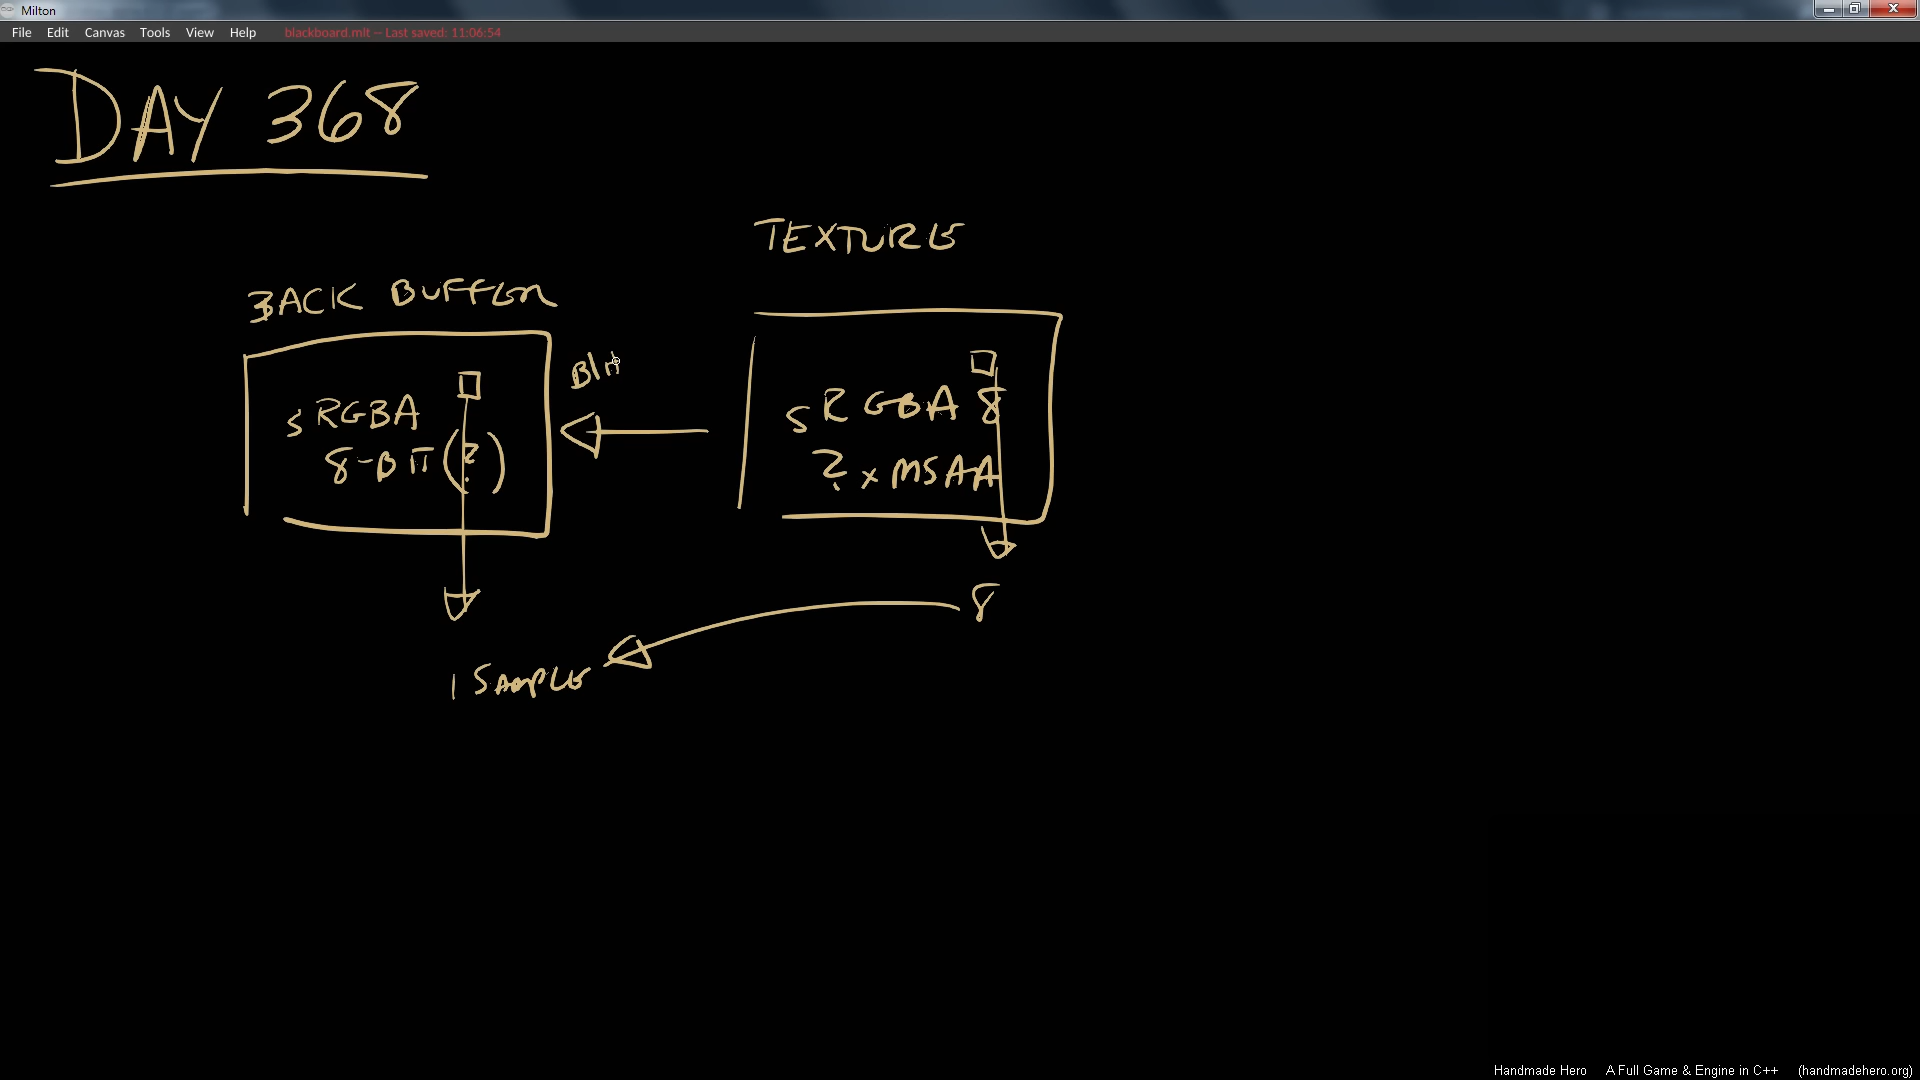 Milton
File Edit Canvas Tools View Help blackboard.mlt -- Last saved: 11:06:54
DAY 368
TEXTURE
BACK BUFFER
Blit
sRGBA
8-BIT(?)
sRGBA 8
? x MSAA
8
1 SAMPLE
Handmade Hero A Full Game & Engine in C++ (handmadehero.org)